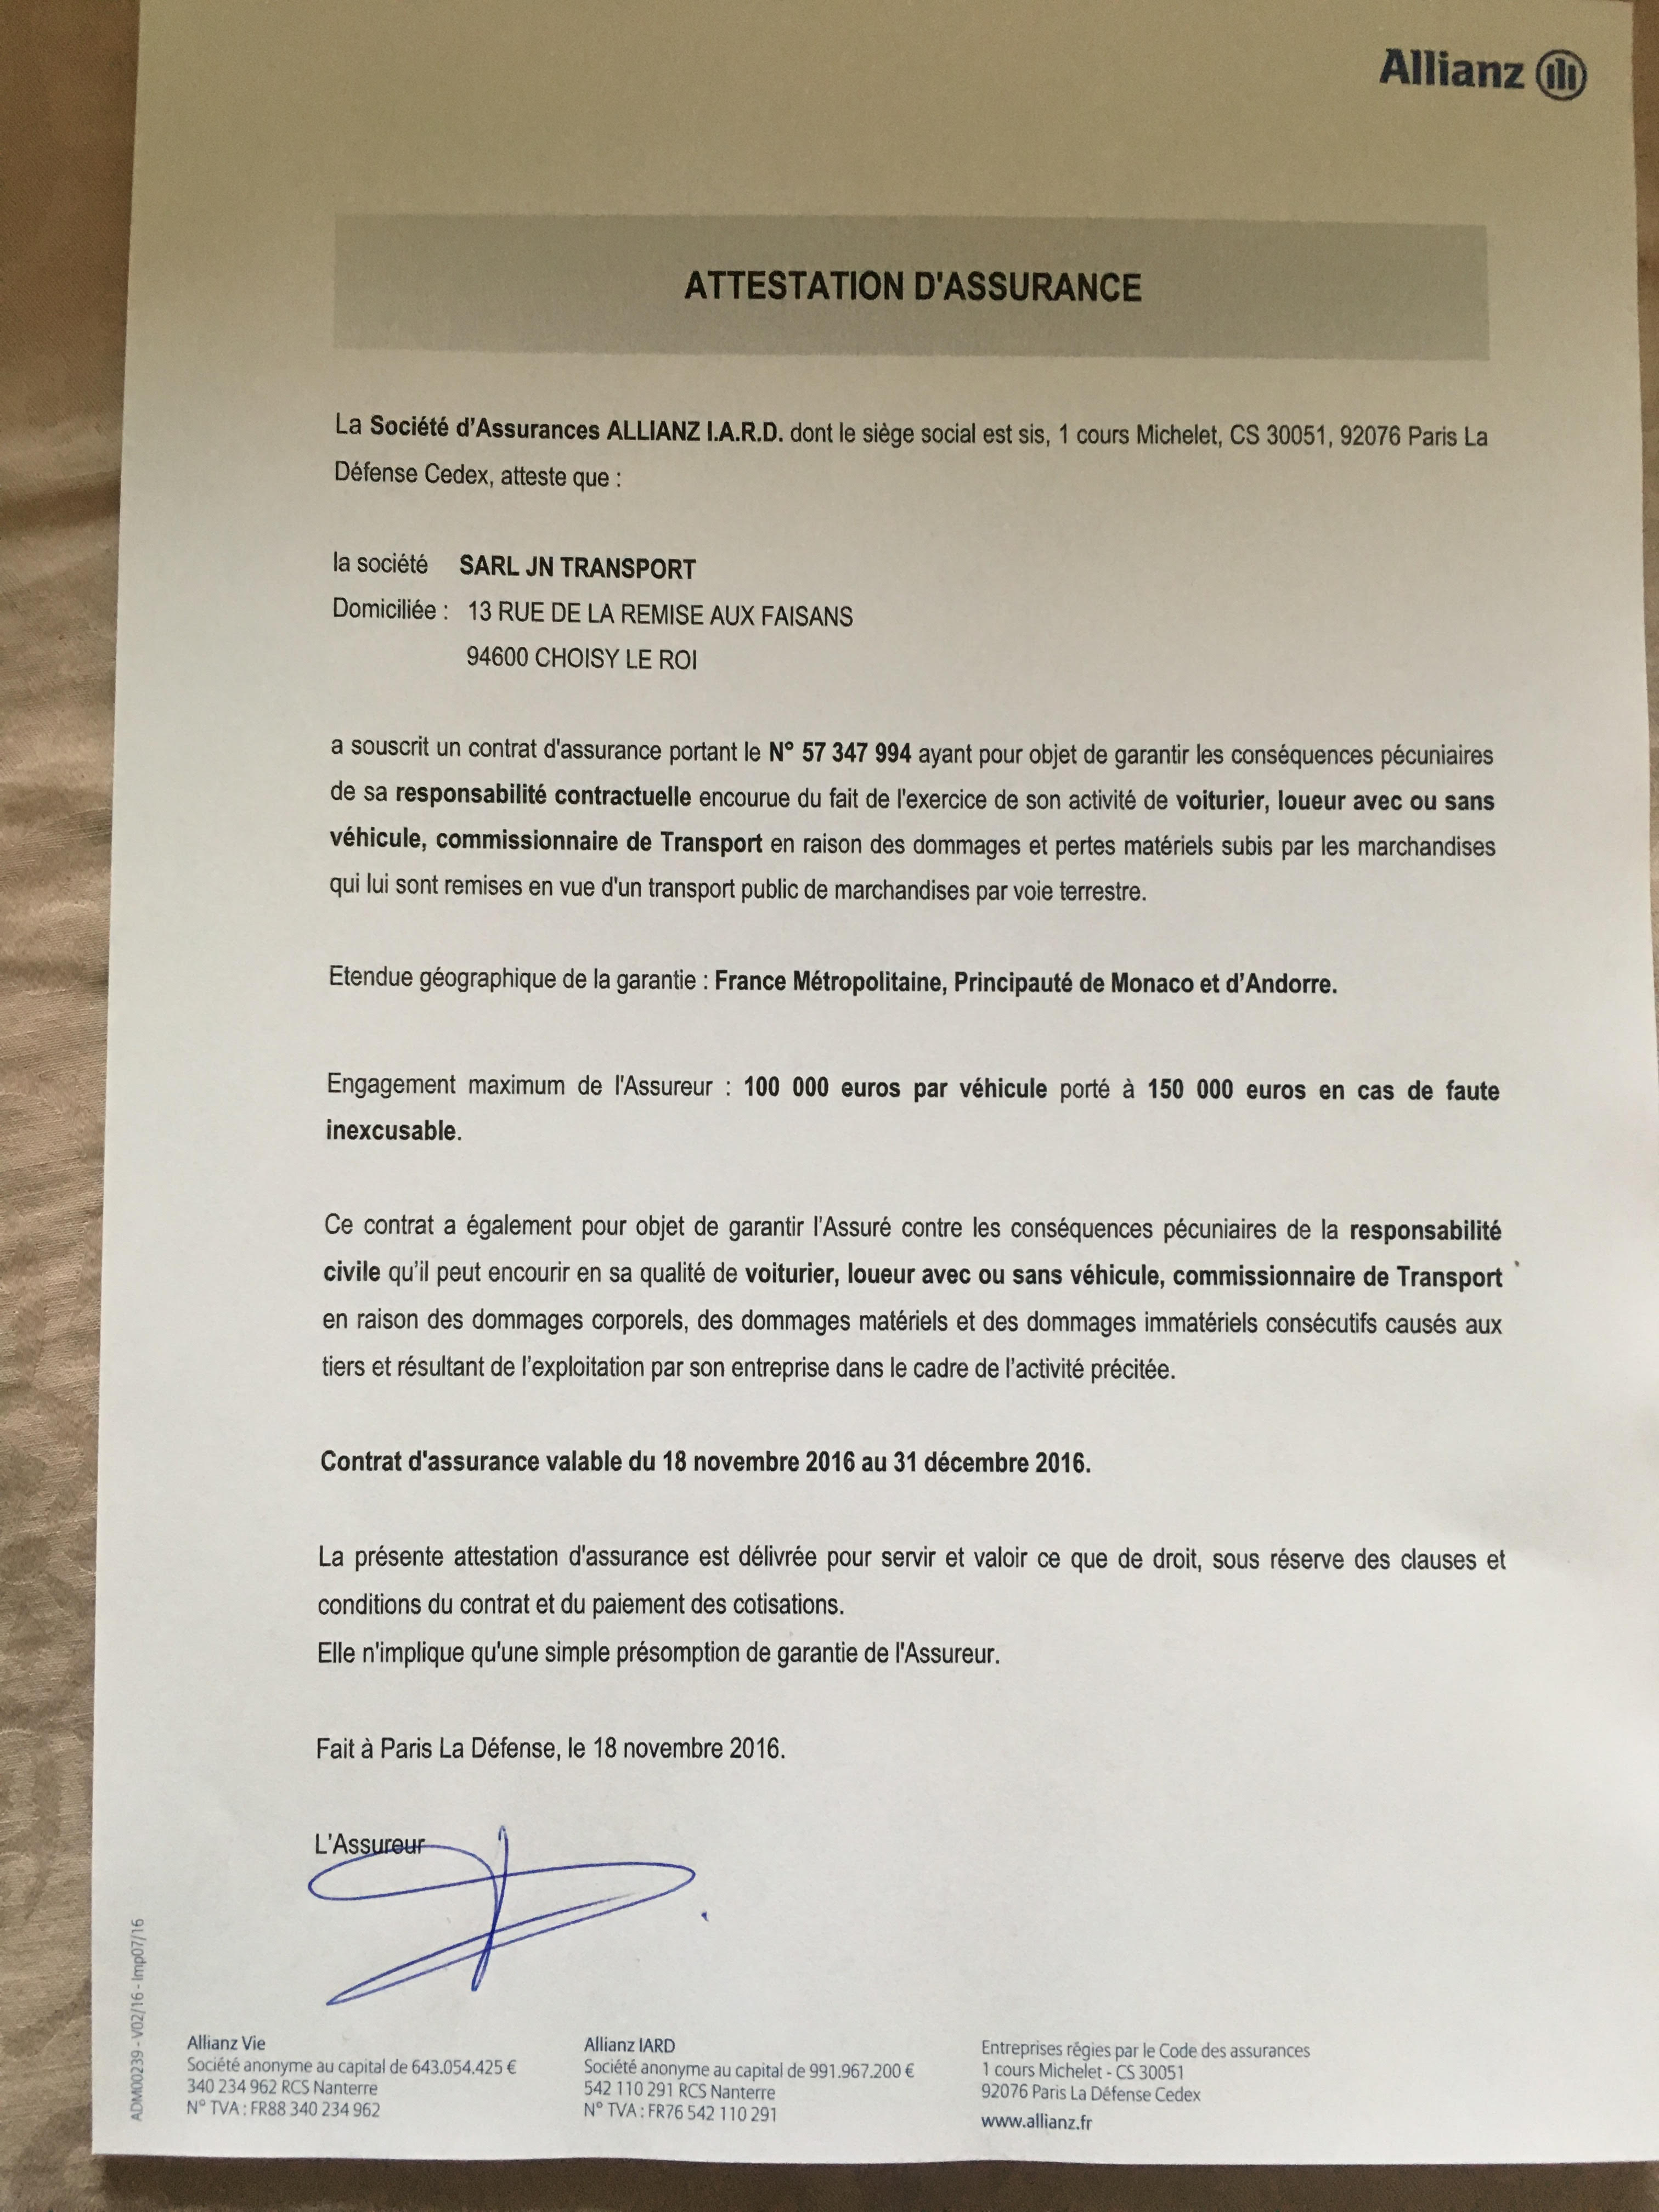 Allianz
ATTESTATION D'ASSURANCE
La Société d'Assurances ALLIANZ I.A.R.D. dont le siège social est sis, 1 cours Michelet, CS 30051, 92076 Paris La
Défense Cedex, atteste que :
la société SARL JN TRANSPORT
Domiciliée : 13 RUE DE LA REMISE AUX FAISANS
94600 CHOISY LE ROI
a souscrit un contrat d'assurance portant le N° 57 347 994 ayant pour objet de garantir les conséquences pécuniaires
de sa responsabilité contractuelle encourue du fait de l'exercice de son activité de voiturier, loueur avec ou sans
véhicule, commissionnaire de Transport en raison des dommages et pertes matériels subis par les marchandises
qui lui sont remises en vue d'un transport public de marchandises par voie terrestre.
Etendue géographique de la garantie : France Métropolitaine, Principauté de Monaco et d'Andorre.
Engagement maximum de l'Assureur : 100 000 euros par véhicule porté à 150 000 euros en cas de faute
inexcusable.
Ce contrat a également pour objet de garantir l'Assuré contre les conséquences pécuniaires de la responsabilité
civile qu'il peut encourir en sa qualité de voiturier, loueur avec ou sans véhicule, commissionnaire de Transport
en raison des dommages corporels, des dommages matériels et des dommages immatériels consécutifs causés aux
tiers et résultant de l'exploitation par son entreprise dans le cadre de l'activité précitée.
Contrat d'assurance valable du 18 novembre 2016 au 31 décembre 2016.
La présente attestation d'assurance est délivrée pour servir et valoir ce que de droit, sous réserve des clauses et
conditions du contrat et du paiement des cotisations.
Elle n'implique qu'une simple présomption de garantie de l'Assureur.
Fait à Paris La Défense, le 18 novembre 2016.
L'Assureur
ADM00239 - V02/16 - Imp07/16
Allianz Vie
Société anonyme au capital de 643.054.425 €
340 234 962 RCS Nanterre
N° TVA : FR88 340 234 962
Allianz IARD
Société anonyme au capital de 991.967.200 €
542 110 291 RCS Nanterre
N° TVA : FR76 542 110 291
Entreprises régies par le Code des assurances
1 cours Michelet - CS 30051
92076 Paris La Défense Cedex
www.allianz.fr